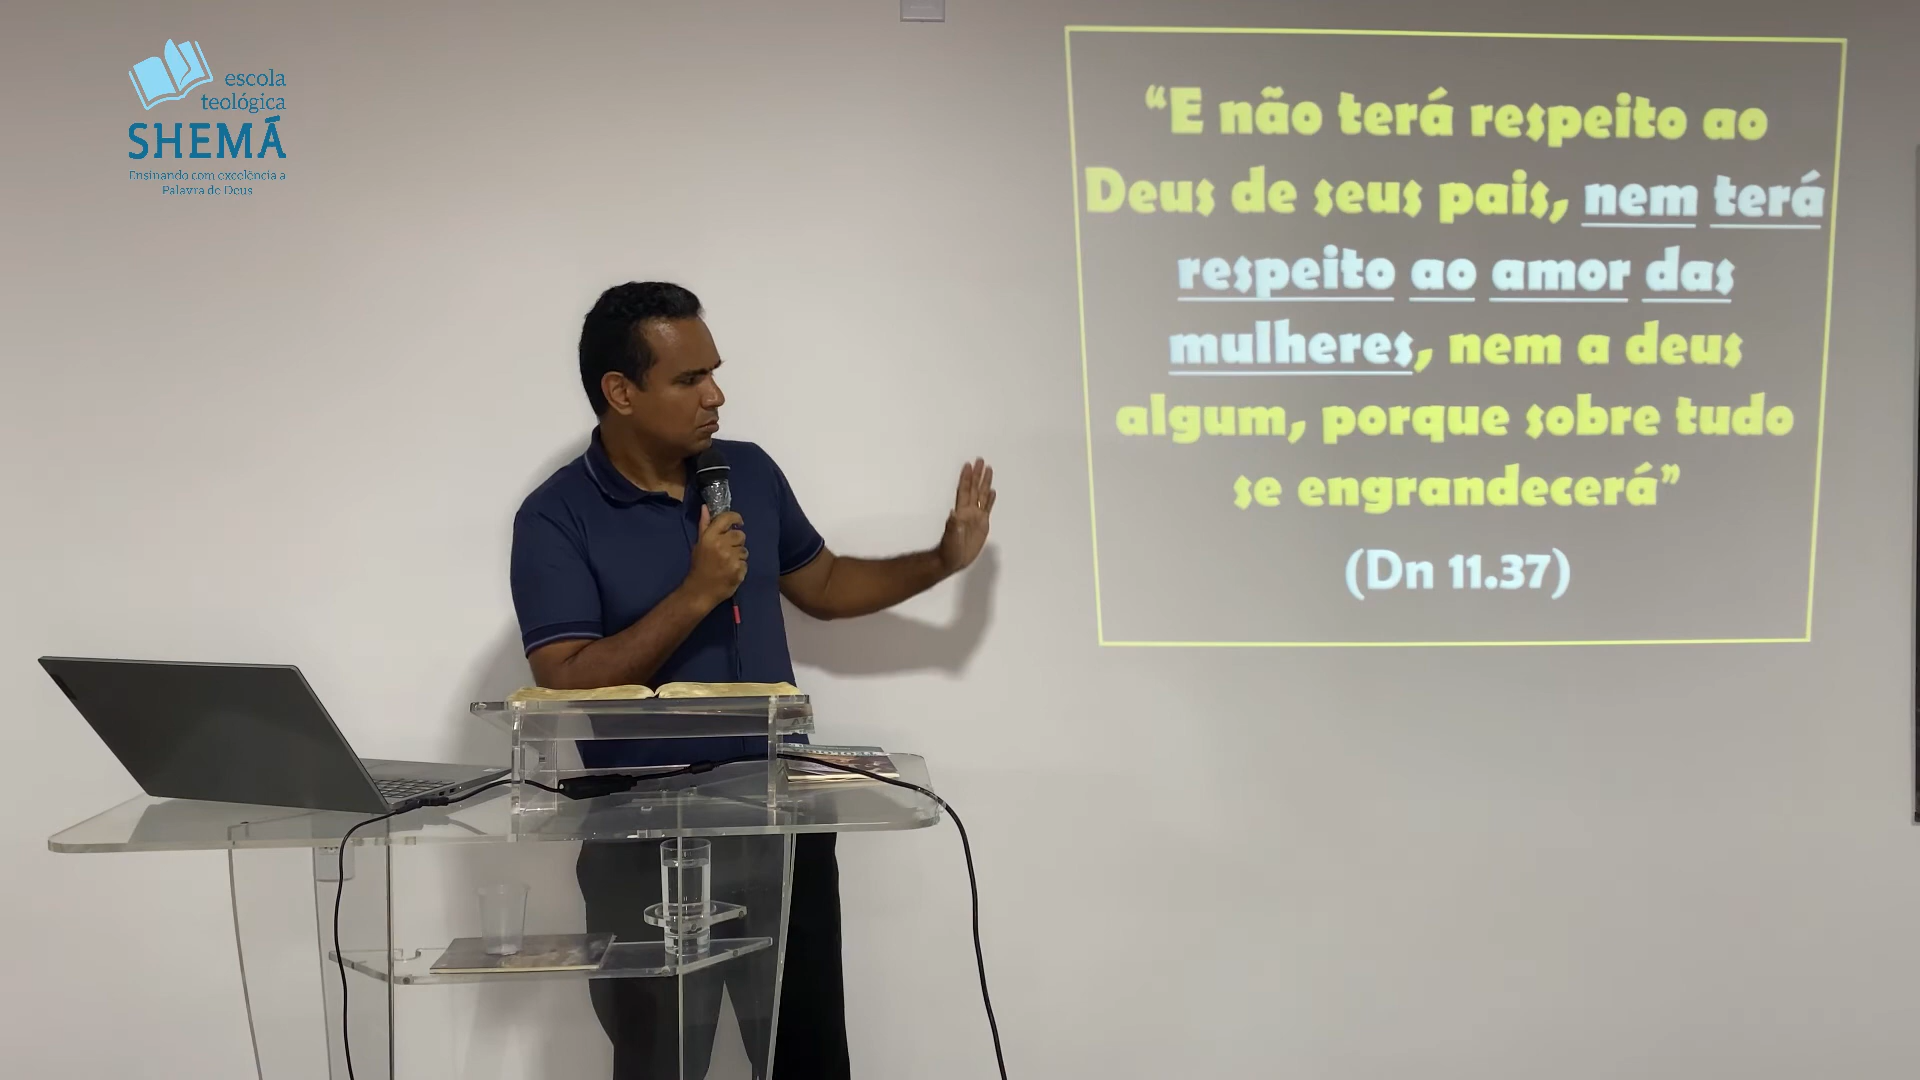 escola
teológica
SHEMÁ
Ensinando com excelência a
Palavra de Deus
“E não terá respeito ao
Deus de seus pais, nem terá
respeito ao amor das
mulheres, nem a deus
algum, porque sobre tudo
se engrandecerá”
(Dn 11.37)